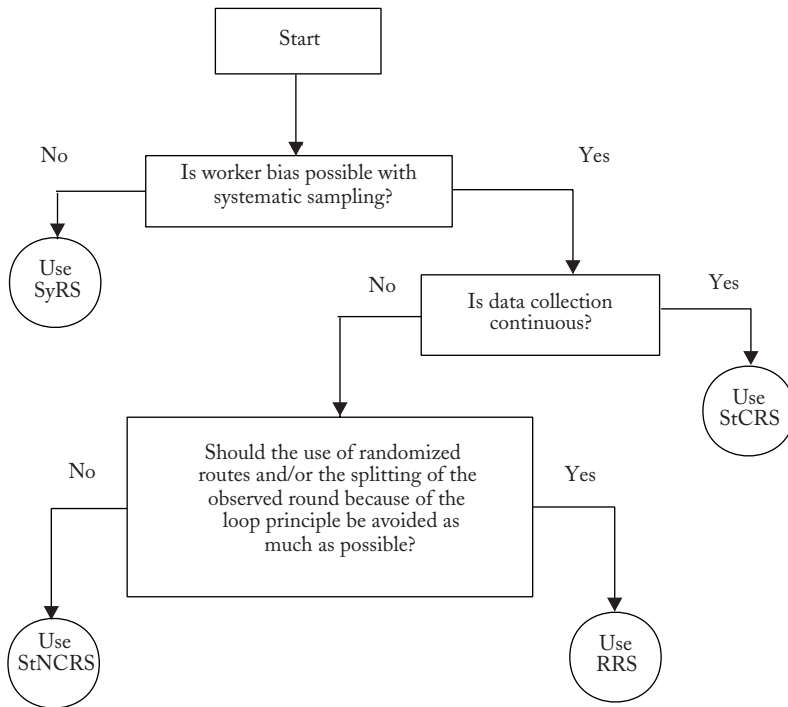 Start
No
Yes
Is worker bias possible with
systematic sampling?
Use
SyRS
No
Yes
Is data collection
continuous?
Use
StCRS
No
Yes
Should the use of randomized
routes and/or the splitting of the
observed round because of the
loop principle be avoided as
much as possible?
Use
StNCRS
Use
RRS